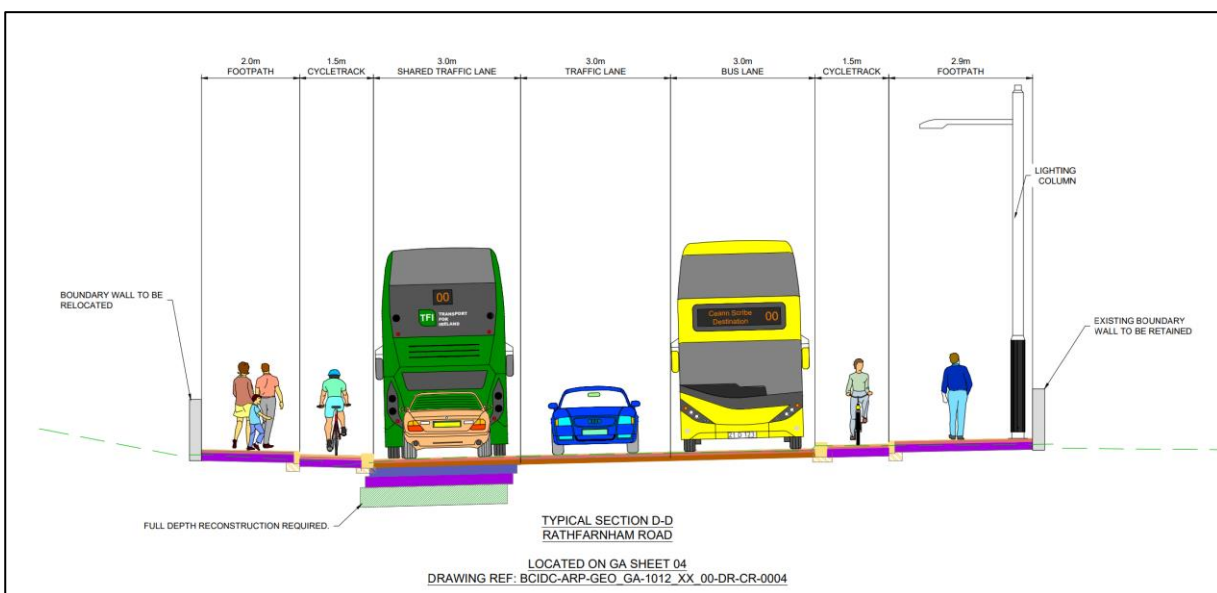 2.0m
FOOTPATH
1.5m
CYCLETRACK
3.0m
SHARED TRAFFIC LANE
3.0m
TRAFFIC LANE
3.0m
BUS LANE
1.5m
CYCLETRACK
2.9m
FOOTPATH
LIGHTING
COLUMN
BOUNDARY WALL TO BE
RELOCATED
00
TFI
TRANSPORT
FOR
IRELAND
Ceann Scribe
Destination
00
EXISTING BOUNDARY
WALL TO BE RETAINED
FULL DEPTH RECONSTRUCTION REQUIRED.
TYPICAL SECTION D-D
RATHFARNHAM ROAD
LOCATED ON GA SHEET 04
DRAWING REF: BCIDC-ARP-GEO_GA-1012_XX_00-DR-CR-0004